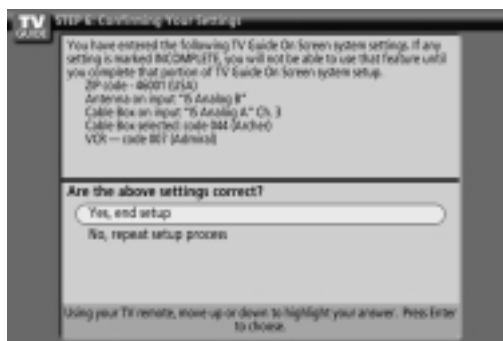 TV GUIDE
STEP 6: Confirming Your Settings
You have entered the following TV Guide On Screen system settings. If any
setting is marked INCOMPLETE, you will not be able to use that feature until
you complete that portion of TV Guide On Screen system setup.
ZIP code - 46001 (USA)
Antenna on input "15 Analog B"
Cable Box on input "15 Analog A" Ch. 3
Cable Box selected: code 044 (Archer)
VCR — code 007 (Admiral)
Are the above settings correct?
Yes, end setup
No, repeat setup process
Using your TV remote, move up or down to highlight your answer. Press Enter
to choose.